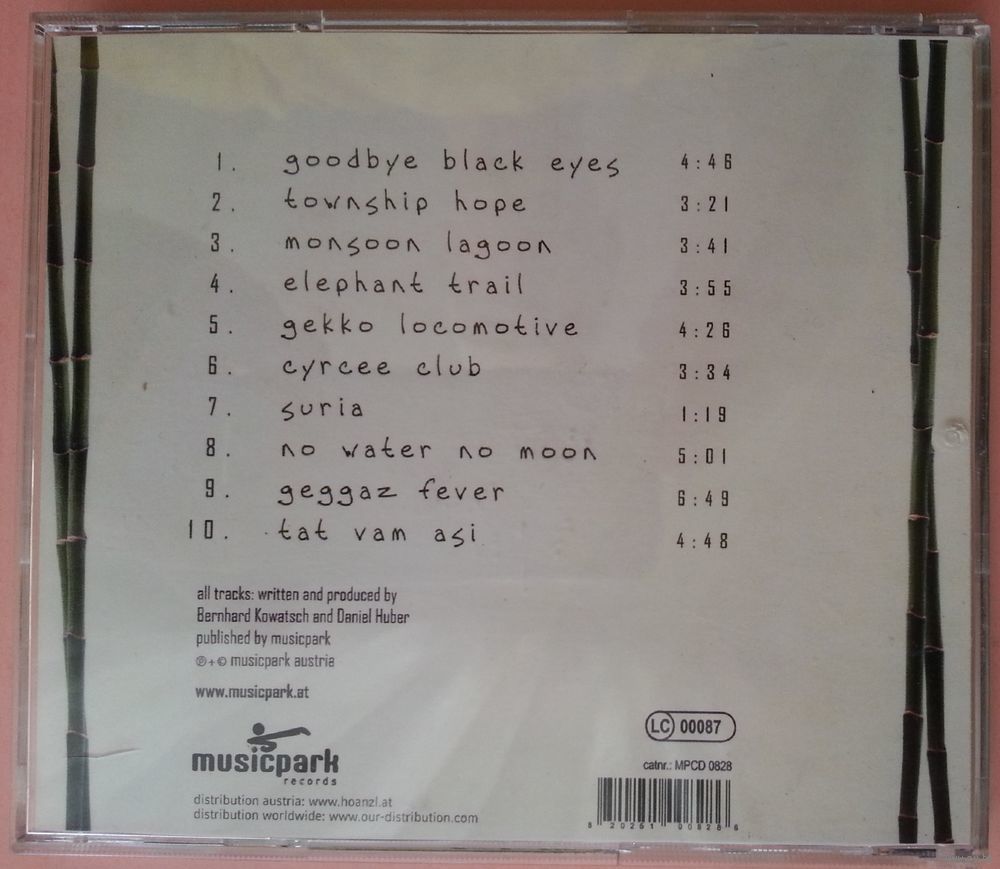 1. goodbye black eyes 4:46
2. township hope 3:21
3. monsoon lagoon 3:41
4. elephant trail 3:55
5. gekko locomotive 4:26
6. cyrcee club 3:34
7. suria 1:19
8. no water no moon 5:01
9. geggaz fever 6:49
10. tat vam asi 4:48
all tracks: written and produced by
Bernhard Kowatsch and Daniel Huber
published by musicpark
℗+© musicpark austria
www.musicpark.at
LC 00087
musicpark
records
catnr.: MPCD 0828
distribution austria: www.hoanzl.at
distribution worldwide: www.our-distribution.com